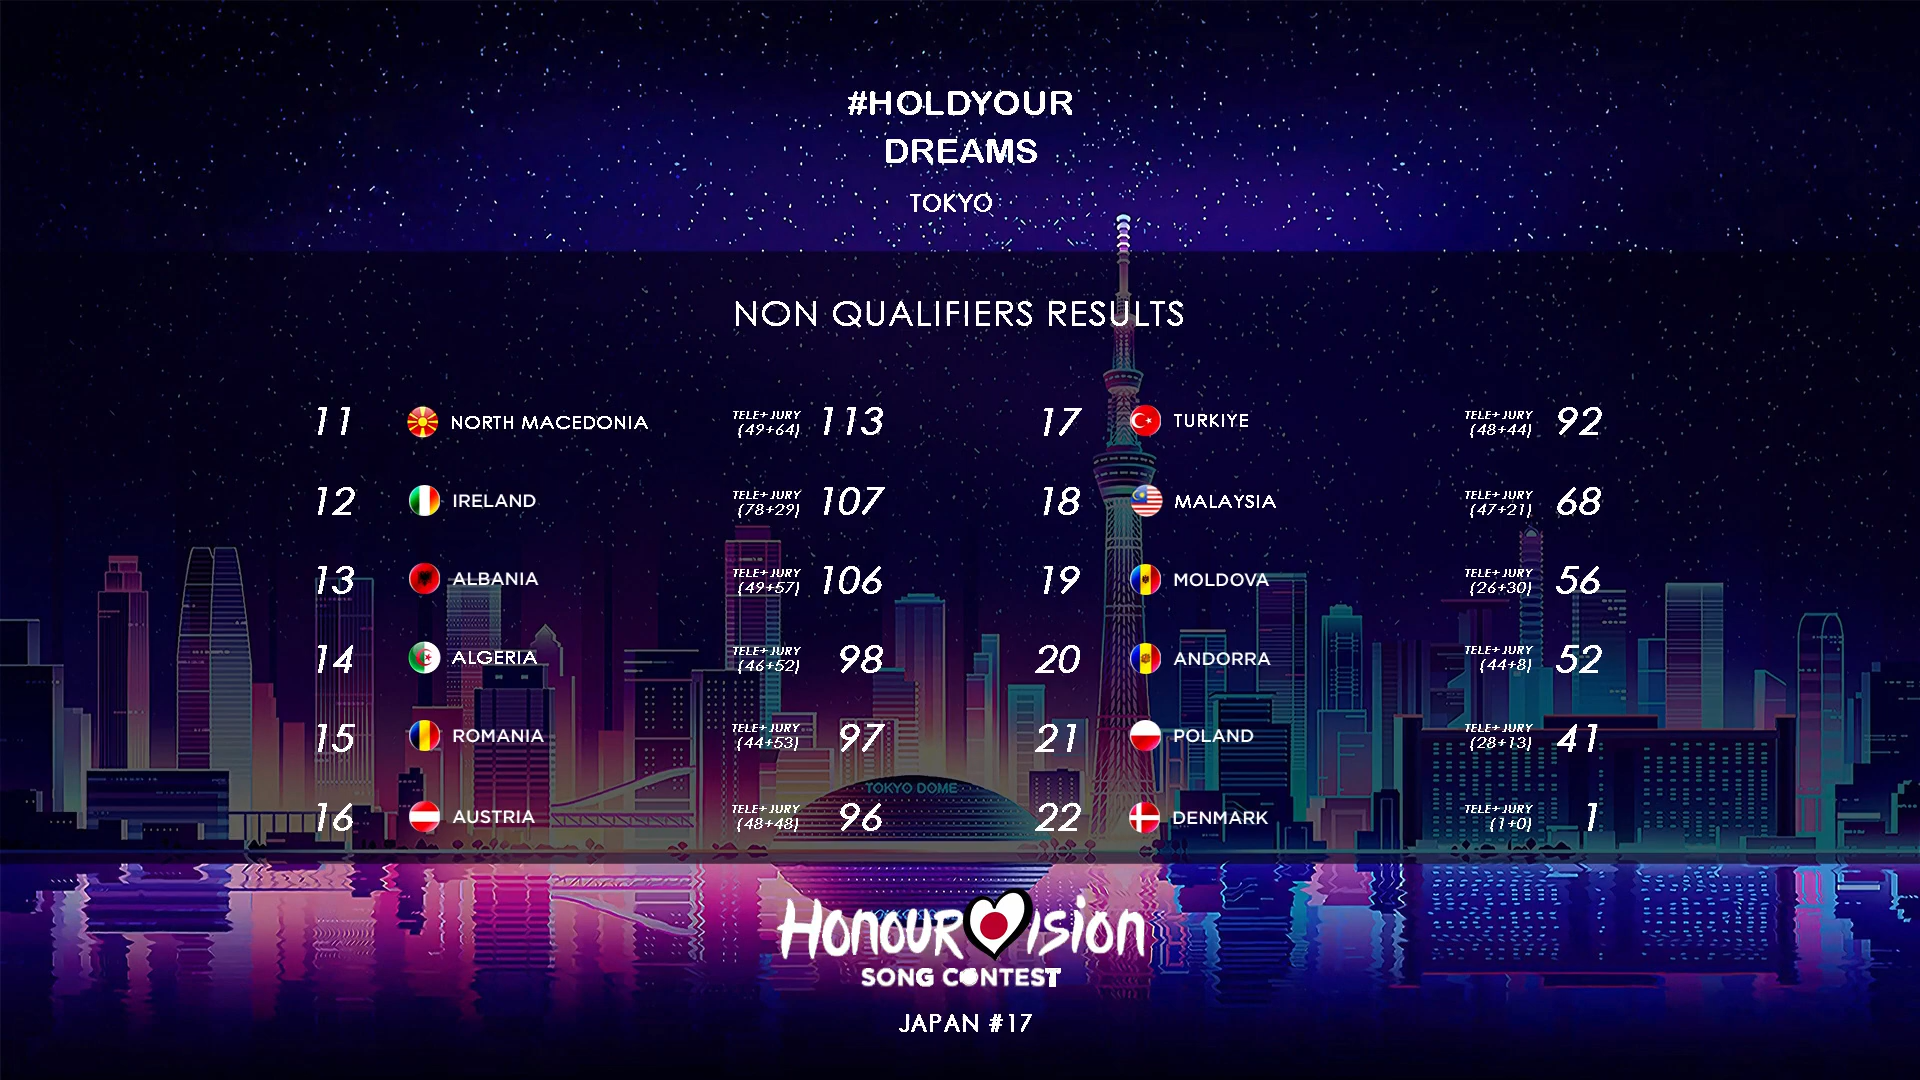 #HOLDYOUR
DREAMS
TOKYO
NON QUALIFIERS RESULTS
11 NORTH MACEDONIA TELE+JURY (49+64) 113
12 IRELAND TELE+JURY (78+29) 107
13 ALBANIA TELE+JURY (49+57) 106
14 ALGERIA TELE+JURY (46+52) 98
15 ROMANIA TELE+JURY (44+53) 97
16 AUSTRIA TELE+JURY (48+48) 96
17 TURKIYE TELE+JURY (48+44) 92
18 MALAYSIA TELE+JURY (47+21) 68
19 MOLDOVA TELE+JURY (26+30) 56
20 ANDORRA TELE+JURY (44+8) 52
21 POLAND TELE+JURY (28+13) 41
22 DENMARK TELE+JURY (1+0) 1
TOKYO DOME
HONOURVISION
SONG CONTEST
JAPAN #17